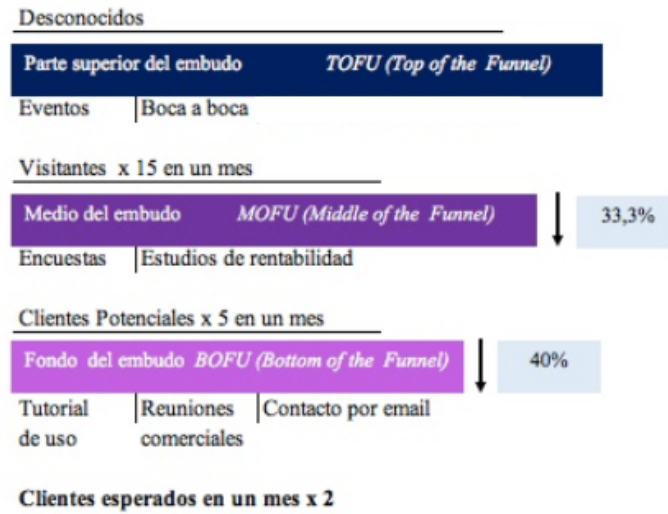 Desconocidos
Parte superior del embudo TOFU (Top of the Funnel)
Eventos Boca a boca
Visitantes x 15 en un mes
Medio del embudo MOFU (Middle of the Funnel) 33,3%
Encuestas Estudios de rentabilidad
Clientes Potenciales x 5 en un mes
Fondo del embudo BOFU (Bottom of the Funnel) 40%
Tutorial Reuniones Contacto por email
de uso comerciales
Clientes esperados en un mes x 2